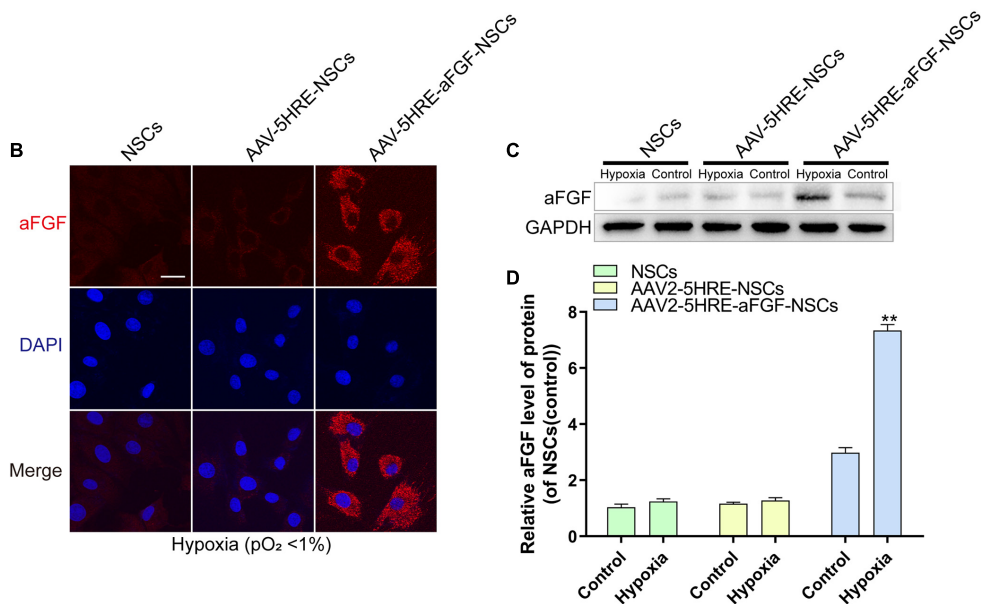 B
NSCs
AAV-5HRE-NSCs
AAV-5HRE-aFGF-NSCs
aFGF
DAPI
Merge
Hypoxia (pO₂ <1%)
C
NSCs
AAV-5HRE-NSCs
AAV-5HRE-aFGF-NSCs
Hypoxia Control Hypoxia Control Hypoxia Control
aFGF
GAPDH
D
NSCs
AAV2-5HRE-NSCs
AAV2-5HRE-aFGF-NSCs
Relative aFGF level of protein
(of NSCs(control))
8
6
4
2
0
**
Control
Hypoxia
Control
Hypoxia
Control
Hypoxia